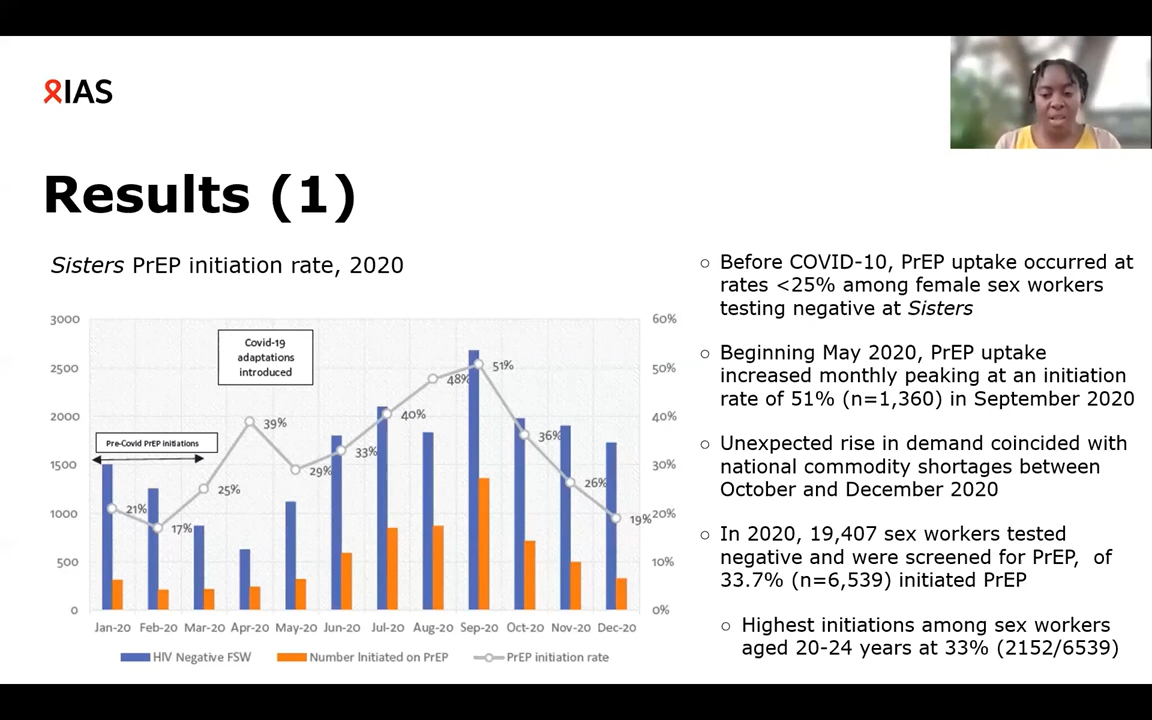 IAS
Results (1)
Sisters PrEP initiation rate, 2020
3000
2500
2000
1500
1000
500
0
60%
50%
40%
30%
20%
10%
0%
Covid-19
adaptations
introduced
Pre-Covid PrEP initiations
21%
17%
25%
39%
29%
33%
40%
48%
51%
36%
26%
19%
Jan-20 Feb-20 Mar-20 Apr-20 May-20 Jun-20 Jul-20 Aug-20 Sep-20 Oct-20 Nov-20 Dec-20
HIV Negative FSW Number Initiated on PrEP PrEP initiation rate
Before COVID-10, PrEP uptake occurred at
rates <25% among female sex workers
testing negative at Sisters
Beginning May 2020, PrEP uptake
increased monthly peaking at an initiation
rate of 51% (n=1,360) in September 2020
Unexpected rise in demand coincided with
national commodity shortages between
October and December 2020
In 2020, 19,407 sex workers tested
negative and were screened for PrEP, of
33.7% (n=6,539) initiated PrEP
Highest initiations among sex workers
aged 20-24 years at 33% (2152/6539)